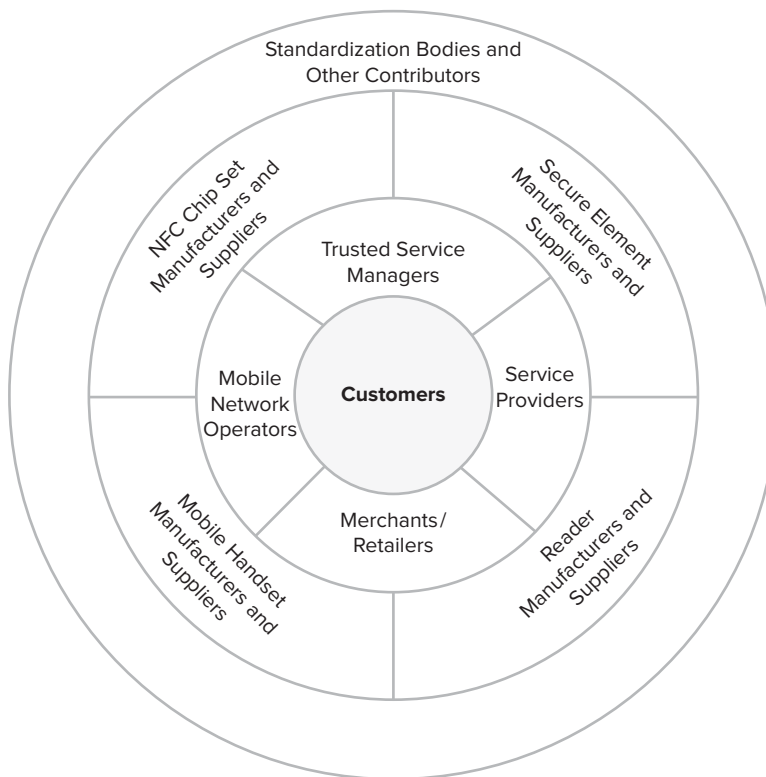 Standardization Bodies and
Other Contributors
NFC Chip Set
Manufacturers and
Suppliers
Secure Element
Manufacturers and
Suppliers
Trusted Service
Managers
Mobile
Network
Operators
Customers
Service
Providers
Merchants/
Retailers
Mobile Handset
Manufacturers and
Suppliers
Reader
Manufacturers and
Suppliers